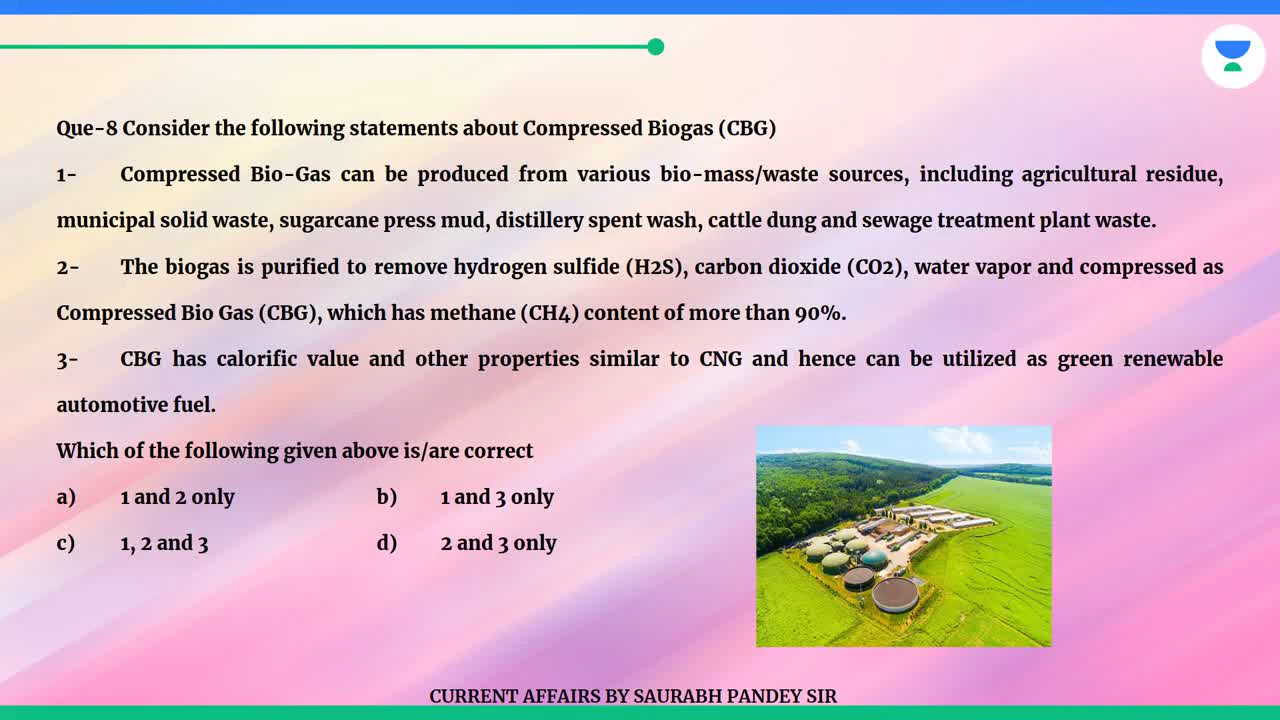 Que-8 Consider the following statements about Compressed Biogas (CBG)
1- Compressed Bio-Gas can be produced from various bio-mass/waste sources, including agricultural residue,
municipal solid waste, sugarcane press mud, distillery spent wash, cattle dung and sewage treatment plant waste.
2- The biogas is purified to remove hydrogen sulfide (H2S), carbon dioxide (CO2), water vapor and compressed as
Compressed Bio Gas (CBG), which has methane (CH4) content of more than 90%.
3- CBG has calorific value and other properties similar to CNG and hence can be utilized as green renewable
automotive fuel.
Which of the following given above is/are correct
a) 1 and 2 only b) 1 and 3 only
c) 1, 2 and 3 d) 2 and 3 only
CURRENT AFFAIRS BY SAURABH PANDEY SIR